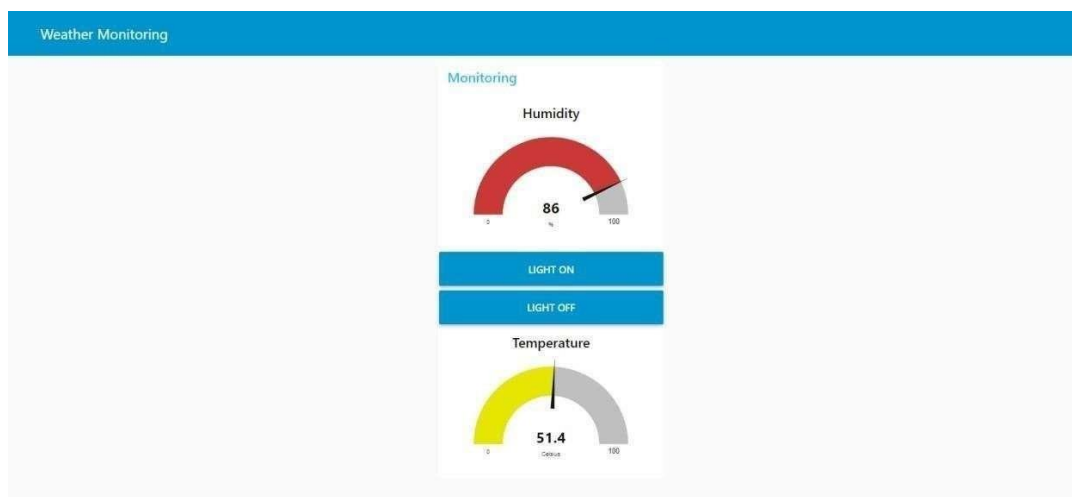 Weather Monitoring
Monitoring
Humidity
86
%
0 100
LIGHT ON
LIGHT OFF
Temperature
51.4
Celsius
0 100